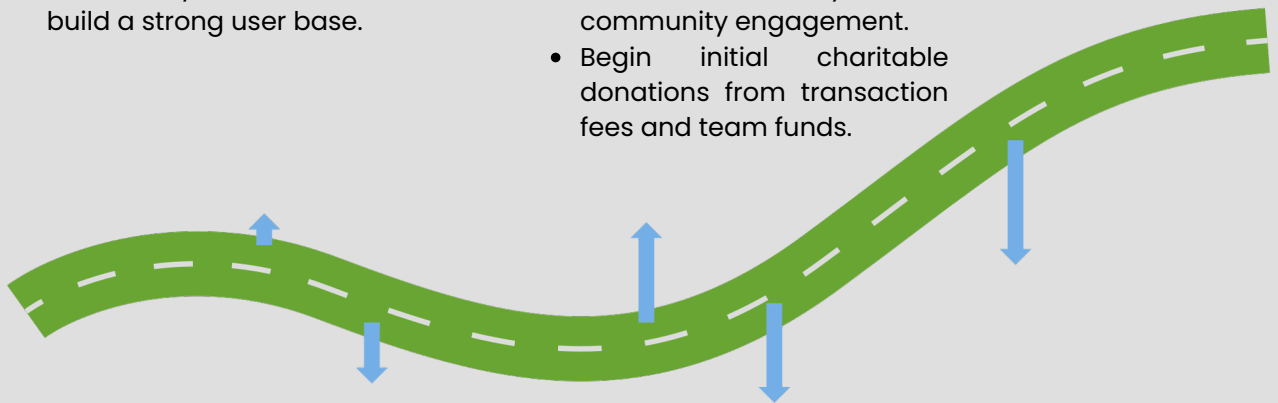 build a strong user base.
community engagement.
• Begin initial charitable
donations from transaction
fees and team funds.